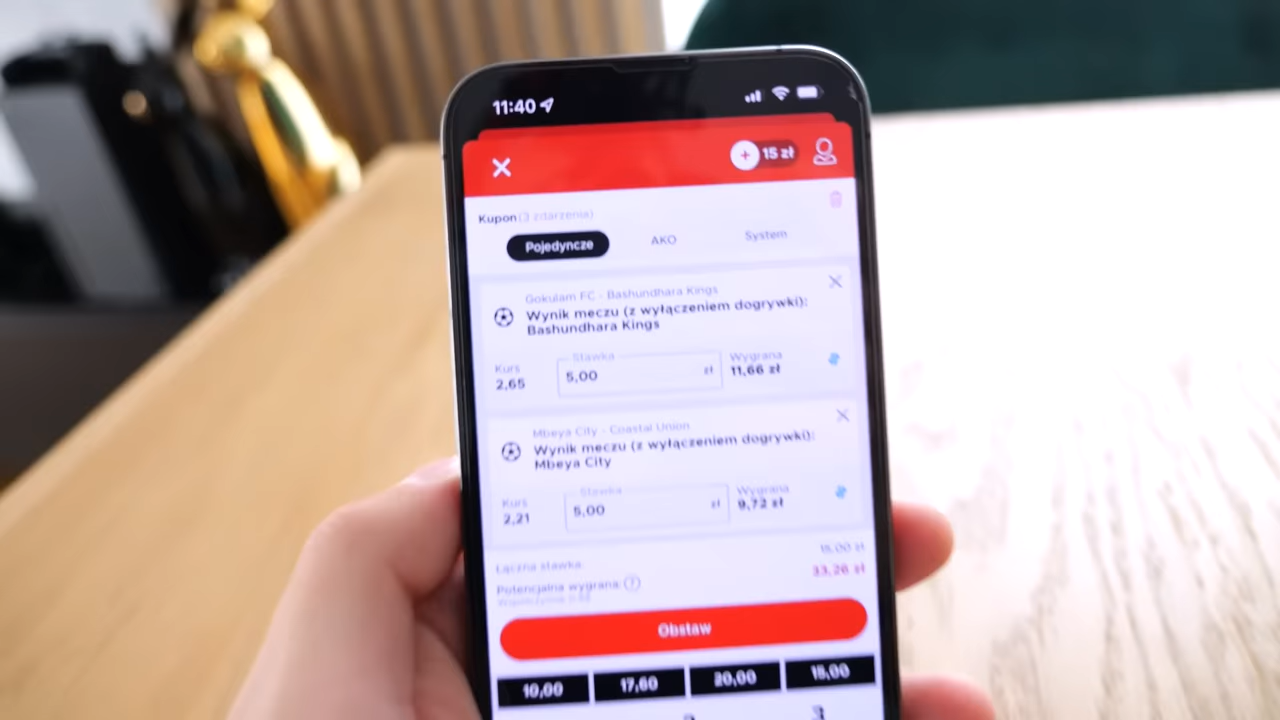 11:40
15 zł
Kupon (3 zdarzenia)
Pojedyncze
AKO
System
Gokulam FC - Bashundhara Kings
Wynik meczu (z wyłączeniem dogrywki):
Bashundhara Kings
Kurs
2,65
Stawka
5,00 zł
Wygrana
11,66 zł
Mbeya City - Coastal Union
Wynik meczu (z wyłączeniem dogrywki):
Mbeya City
Kurs
2,21
Stawka
5,00 zł
Wygrana
9,72 zł
Łączna stawka
15,00 zł
Potencjalna wygrana:
33,26 zł
Obstaw
10,00
17,60
20,00
15,00
3